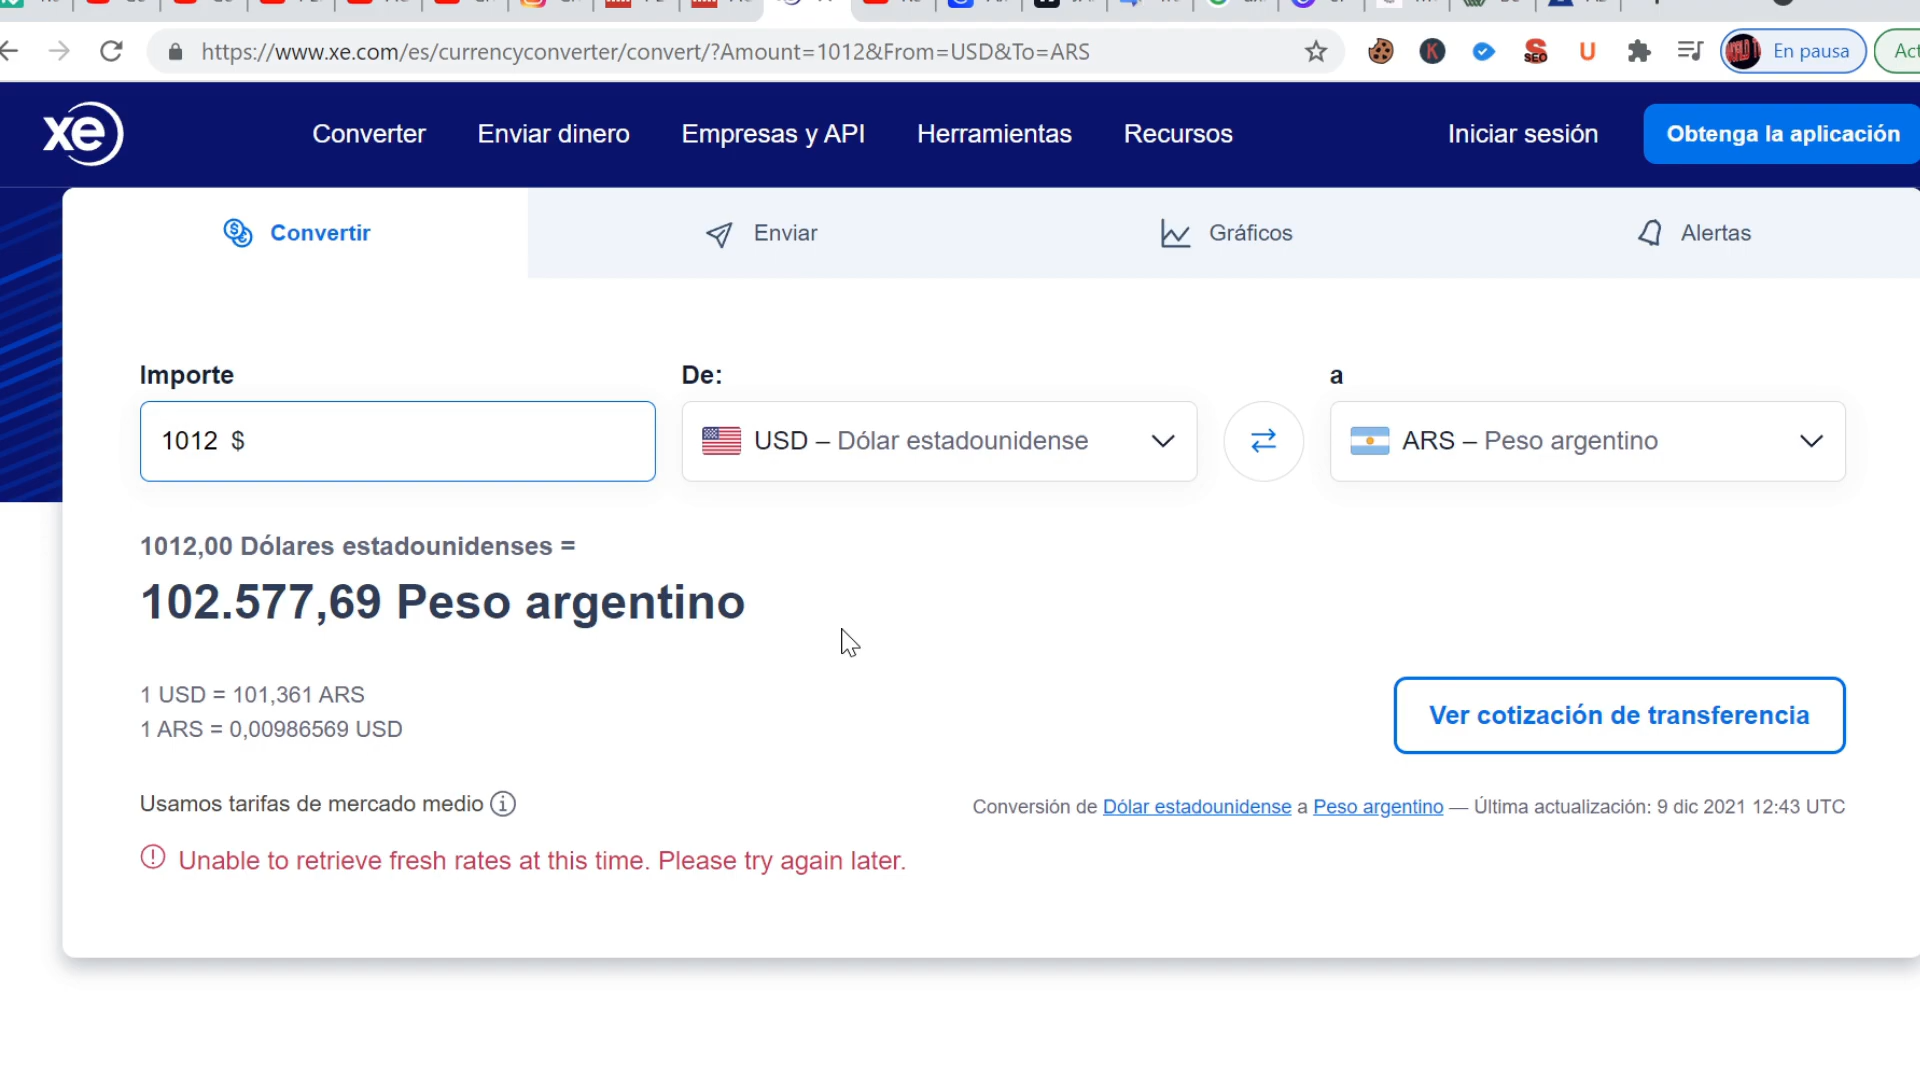 https://www.xe.com/es/currencyconverter/convert/?Amount=1012&From=USD&To=ARS
En pausa
xe
Converter
Enviar dinero
Empresas y API
Herramientas
Recursos
Iniciar sesión
Obtenga la aplicación
Convertir
Enviar
Gráficos
Alertas
Importe
De:
a
1012 $
USD – Dólar estadounidense
ARS – Peso argentino
1012,00 Dólares estadounidenses =
102.577,69 Peso argentino
1 USD = 101,361 ARS
1 ARS = 0,00986569 USD
Ver cotización de transferencia
Usamos tarifas de mercado medio
Conversión de Dólar estadounidense a Peso argentino — Última actualización: 9 dic 2021 12:43 UTC
Unable to retrieve fresh rates at this time. Please try again later.